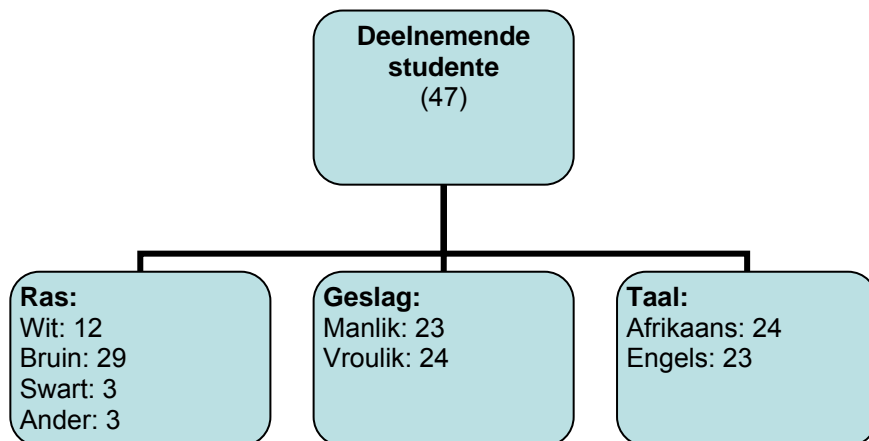 Deelnemende
studente
(47)
Ras:
Wit: 12
Bruin: 29
Swart: 3
Ander: 3
Geslag:
Manlik: 23
Vroulik: 24
Taal:
Afrikaans: 24
Engels: 23